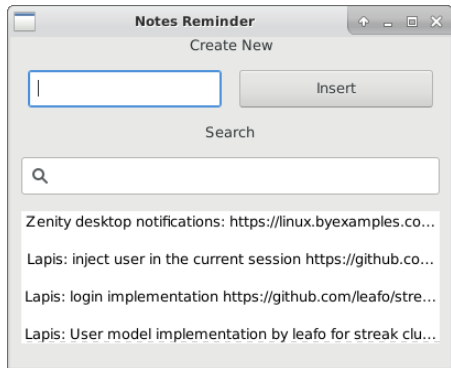 Notes Reminder
Create New
Insert
Search
Zenity desktop notifications: https://linux.byexamples.co...
Lapis: inject user in the current session https://github.co...
Lapis: login implementation https://github.com/leafo/stre...
Lapis: User model implementation by leafo for streak clu...